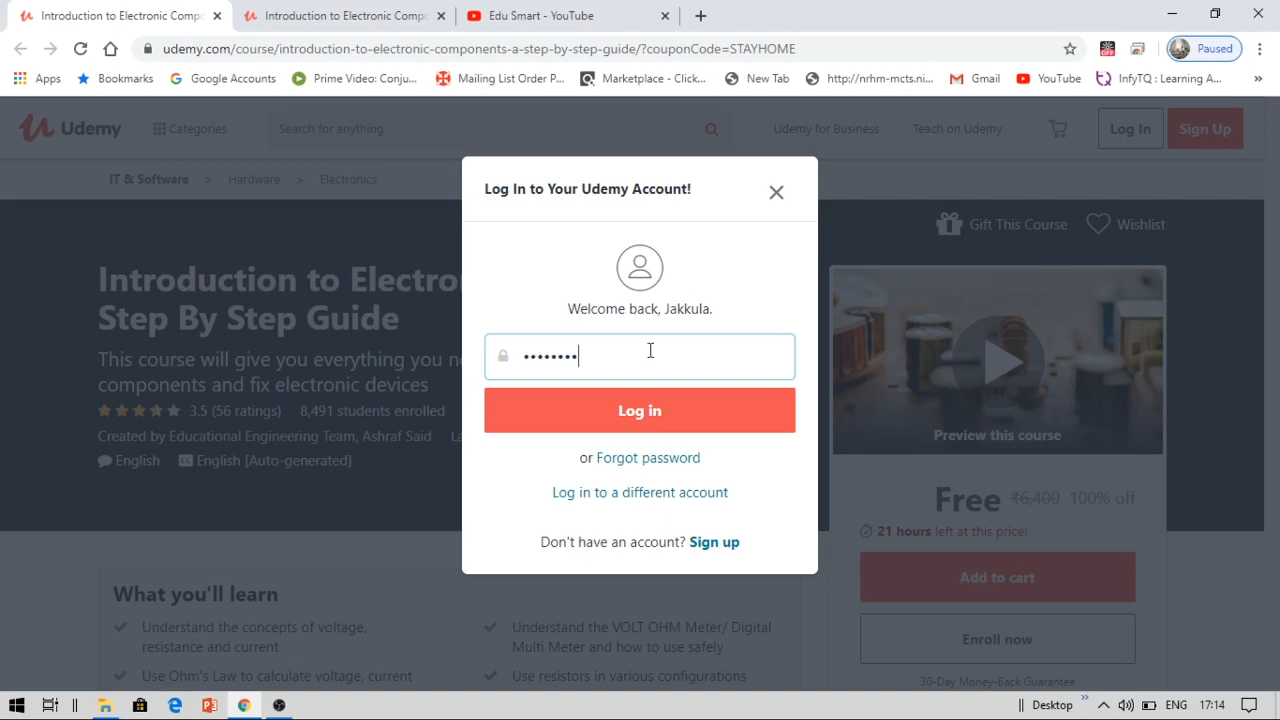 Introduction to Electronic Compo
Introduction to Electronic Compo
Edu Smart - YouTube
udemy.com/course/introduction-to-electronic-components-a-step-by-step-guide/?couponCode=STAYHOME
OFF
Paused
Apps
Bookmarks
Google Accounts
Prime Video: Conju...
Mailing List Order P...
Marketplace - Click...
New Tab
http://nrhm-mcts.ni...
Gmail
YouTube
InfyTQ : Learning A...
Udemy
Categories
Search for anything
Udemy for Business
Teach on Udemy
Log In
Sign Up
IT & Software > Hardware > Electronics
Log In to Your Udemy Account!
Gift This Course
Wishlist
Introduction to Electro
Step By Step Guide
This course will give you everything you ne
components and fix electronic devices
3.5 (56 ratings) 8,491 students enrolled
Created by Educational Engineering Team, Ashraf Said La
English
English [Auto-generated]
Welcome back, Jakkula.
••••••••
Log in
or Forgot password
Log in to a different account
Don't have an account? Sign up
Preview this course
Free ₹6,400 100% off
21 hours left at this price!
Add to cart
Enroll now
30-Day Money-Back Guarantee
What you'll learn
Understand the concepts of voltage,
resistance and current
Understand the VOLT OHM Meter/ Digital
Multi Meter and how to use safely
Use Ohm's Law to calculate voltage, current
Use resistors in various configurations
Desktop
ENG
17:14